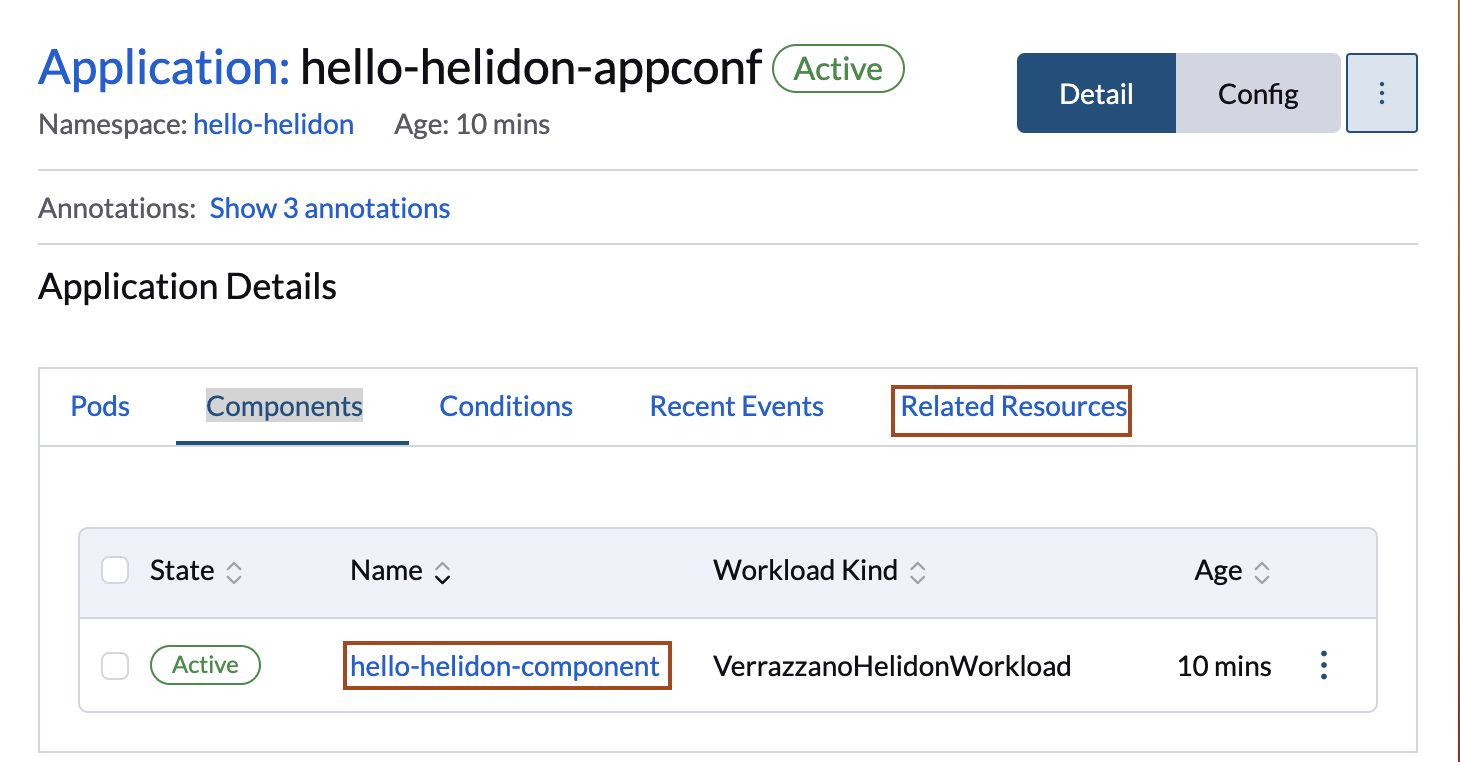 Application: hello-helidon-appconf Active
Detail Config
Namespace: hello-helidon Age: 10 mins
Annotations: Show 3 annotations
Application Details
Pods Components Conditions Recent Events Related Resources
State Name Workload Kind Age
Active hello-helidon-component VerrazzanoHelidonWorkload 10 mins